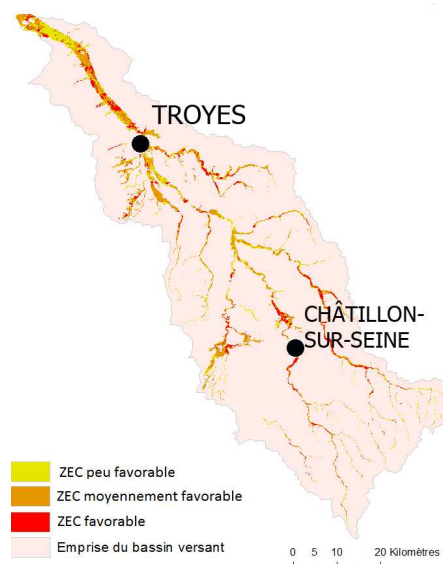 TROYES
CHÂTILLON-
SUR-SEINE
ZEC peu favorable
ZEC moyennement favorable
ZEC favorable
Emprise du bassin versant
0 5 10 20 Kilomètres